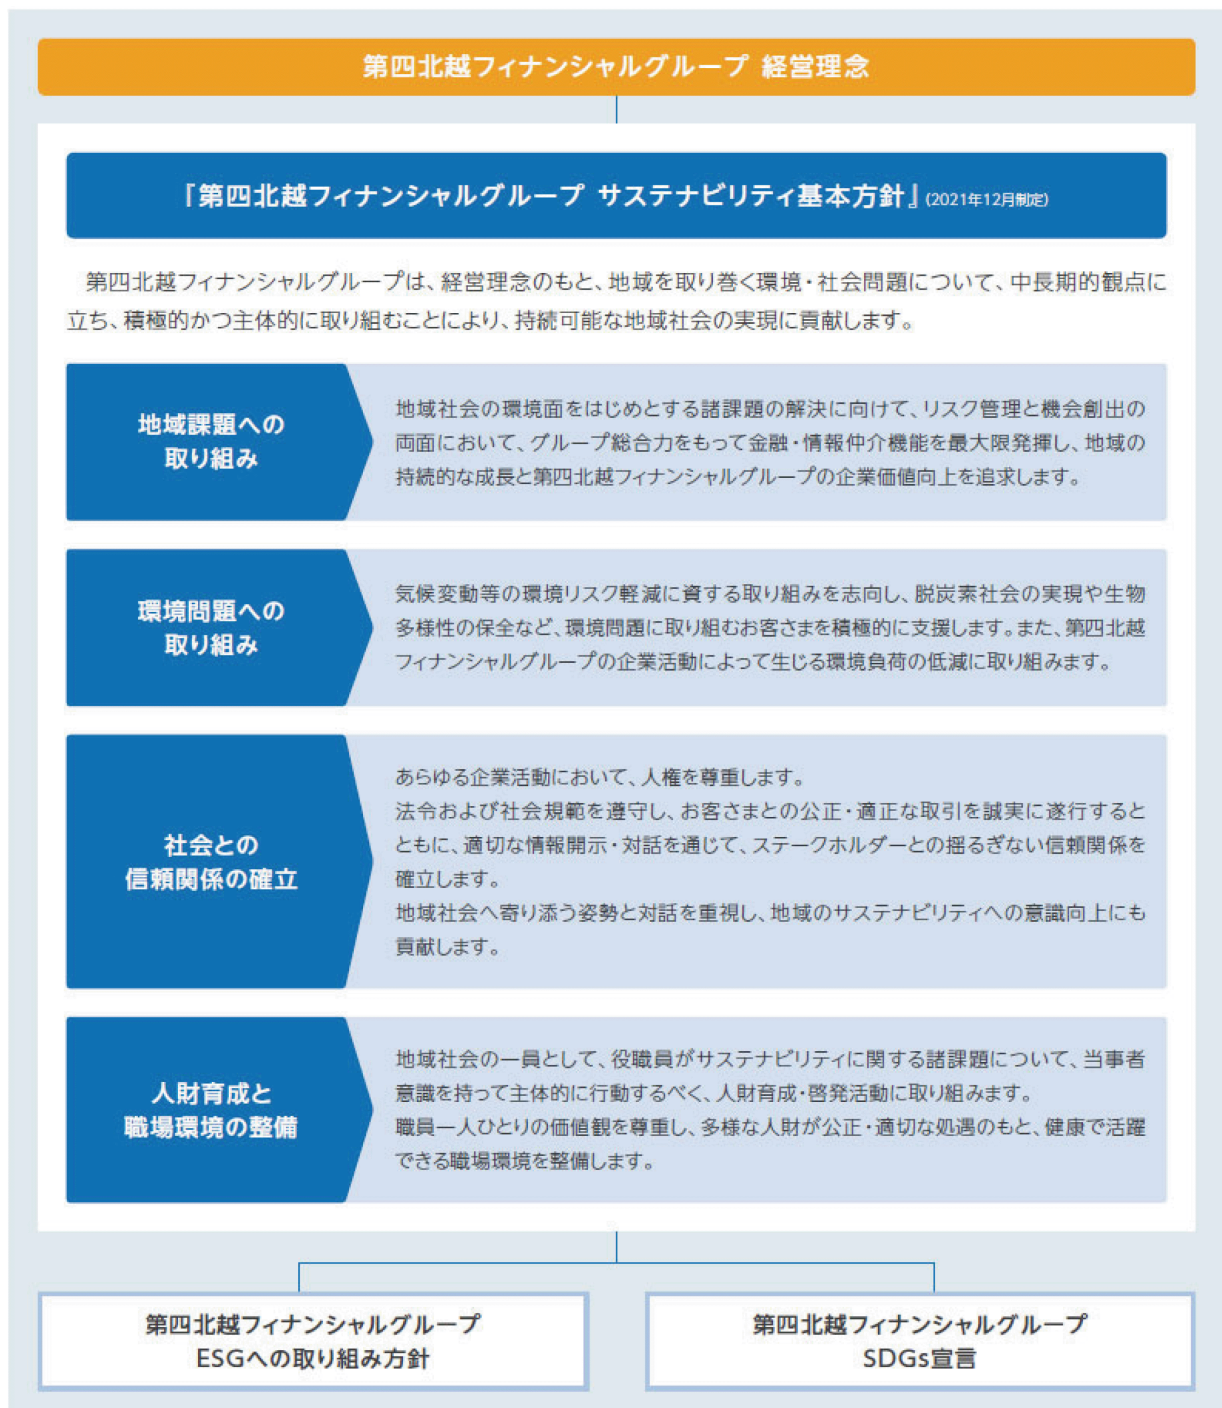 第四北越フィナンシャルグループ 経営理念
『第四北越フィナンシャルグループ サステナビリティ基本方針』(2021年12月制定)
第四北越フィナンシャルグループは、経営理念のもと、地域を取り巻く環境・社会問題について、中長期的観点に
立ち、積極的かつ主体的に取り組むことにより、持続可能な地域社会の実現に貢献します。
地域課題への
取り組み
地域社会の環境面をはじめとする諸課題の解決に向けて、リスク管理と機会創出の
両面において、グループ総合力をもって金融・情報仲介機能を最大限発揮し、地域の
持続的な成長と第四北越フィナンシャルグループの企業価値向上を追求します。
環境問題への
取り組み
気候変動等の環境リスク軽減に資する取り組みを志向し、脱炭素社会の実現や生物
多様性の保全など、環境問題に取り組むお客さまを積極的に支援します。また、第四北越
フィナンシャルグループの企業活動によって生じる環境負荷の低減に取り組みます。
社会との
信頼関係の確立
あらゆる企業活動において、人権を尊重します。
法令および社会規範を遵守し、お客さまとの公正・適正な取引を誠実に遂行すると
ともに、適切な情報開示・対話を通じて、ステークホルダーとの揺るぎない信頼関係を
確立します。
地域社会へ寄り添う姿勢と対話を重視し、地域のサステナビリティへの意識向上にも
貢献します。
人財育成と
職場環境の整備
地域社会の一員として、役職員がサステナビリティに関する諸課題について、当事者
意識を持って主体的に行動するべく、人財育成・啓発活動に取り組みます。
職員一人ひとりの価値観を尊重し、多様な人財が公正・適切な処遇のもと、健康で活躍
できる職場環境を整備します。
第四北越フィナンシャルグループ
ESGへの取り組み方針
第四北越フィナンシャルグループ
SDGs宣言